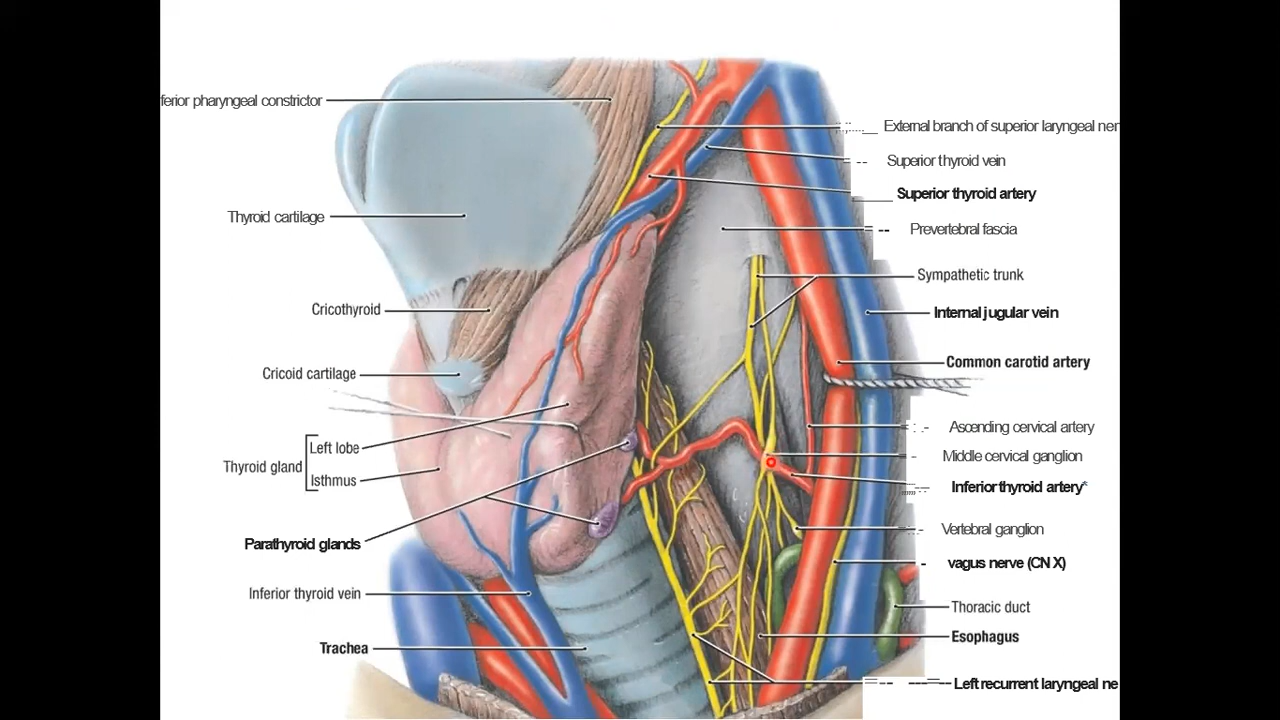 ferior pharyngeal constrictor
Thyroid cartilage
Cricothyroid
Cricoid cartilage
Left lobe
Thyroid gland
Isthmus
Parathyroid glands
Inferior thyroid vein
Trachea
External branch of superior laryngeal ner
Superior thyroid vein
Superior thyroid artery
Prevertebral fascia
Sympathetic trunk
Internal jugular vein
Common carotid artery
Ascending cervical artery
Middle cervical ganglion
Inferior thyroid artery*
Vertebral ganglion
vagus nerve (CN X)
Thoracic duct
Esophagus
Left recurrent laryngeal ne